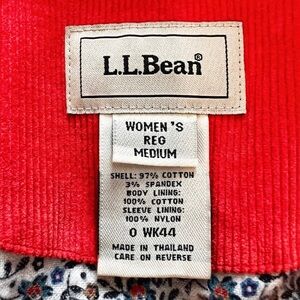 L.L.Bean®
WOMEN'S
REG
MEDIUM
SHELL: 97% COTTON
3% SPANDEX
BODY LINING:
100% COTTON
SLEEVE LINING:
100% NYLON
0 WK44
MADE IN THAILAND
CARE ON REVERSE